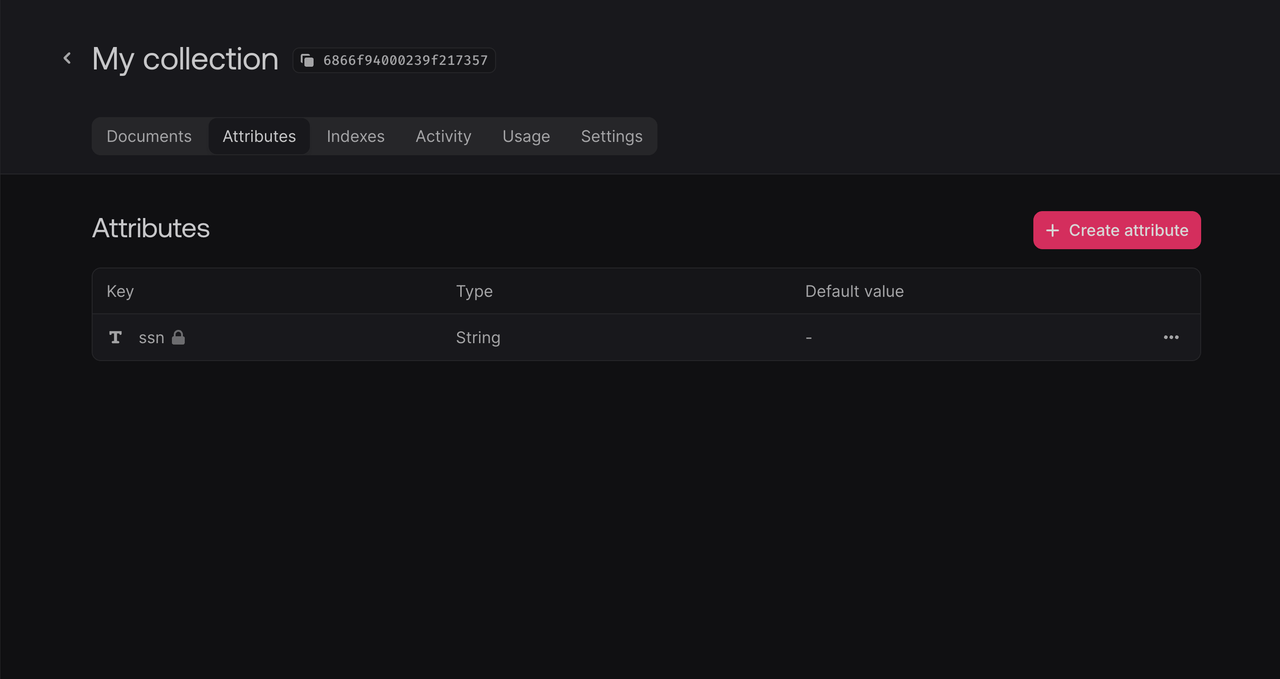 My collection 6866f94000239f217357
Documents Attributes Indexes Activity Usage Settings
Attributes
+ Create attribute
Key Type Default value
ssn String -